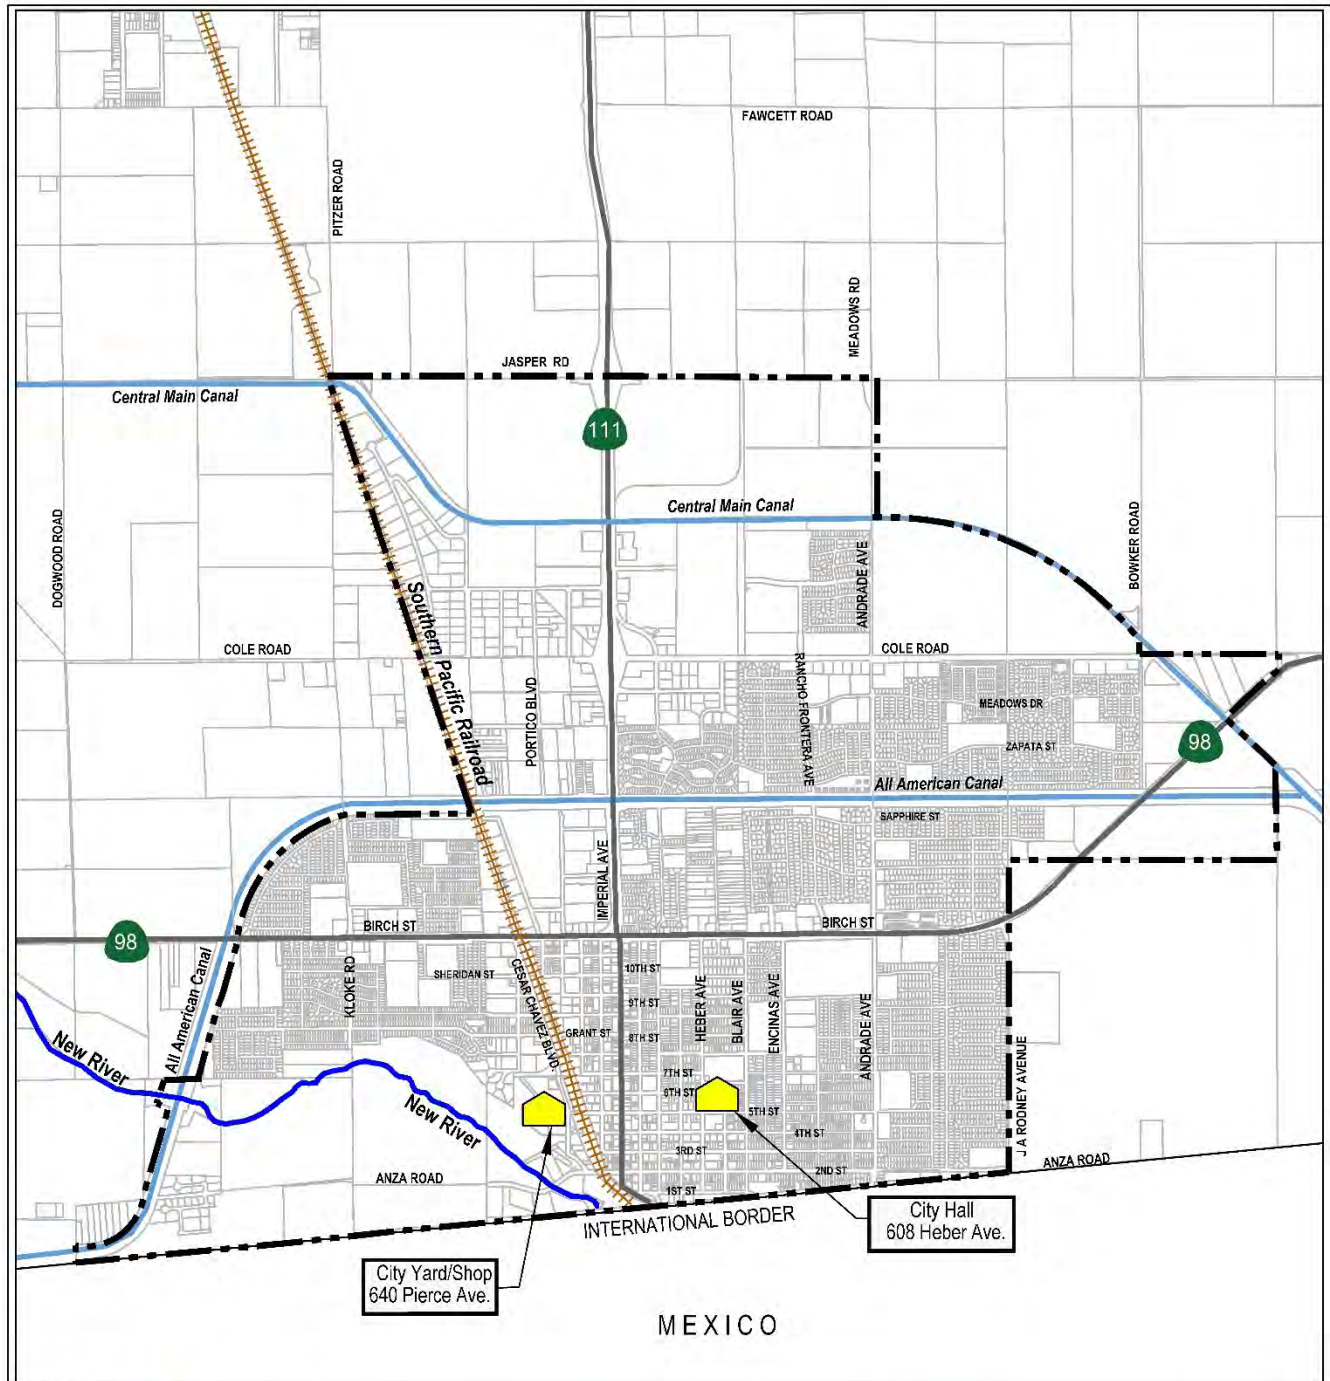 FAWCETT ROAD
PITZER ROAD
MEADOWS RD
JASPER RD
Central Main Canal
111
Central Main Canal
DOGWOOD ROAD
BOWKER ROAD
ANDRADE AVE
Southern Pacific Railroad
COLE ROAD
COLE ROAD
RANCHO FRONTERA AVE
PORTICO BLVD
MEADOWS DR
ZAPATA ST
98
All American Canal
SAPPHIRE ST
IMPERIAL AVE
BIRCH ST
BIRCH ST
98
All American Canal
KLOKE RD
SHERIDAN ST
CESAR CHAVEZ BLVD.
10TH ST
HEBER AVE
BLAIR AVE
ENCINAS AVE
ANDRADE AVE
9TH ST
GRANT ST
8TH ST
New River
7TH ST
6TH ST
J A RODNEY AVENUE
New River
5TH ST
4TH ST
3RD ST
2ND ST
ANZA ROAD
ANZA ROAD
1ST ST
INTERNATIONAL BORDER
City Hall
608 Heber Ave.
City Yard/Shop
640 Pierce Ave.
MEXICO